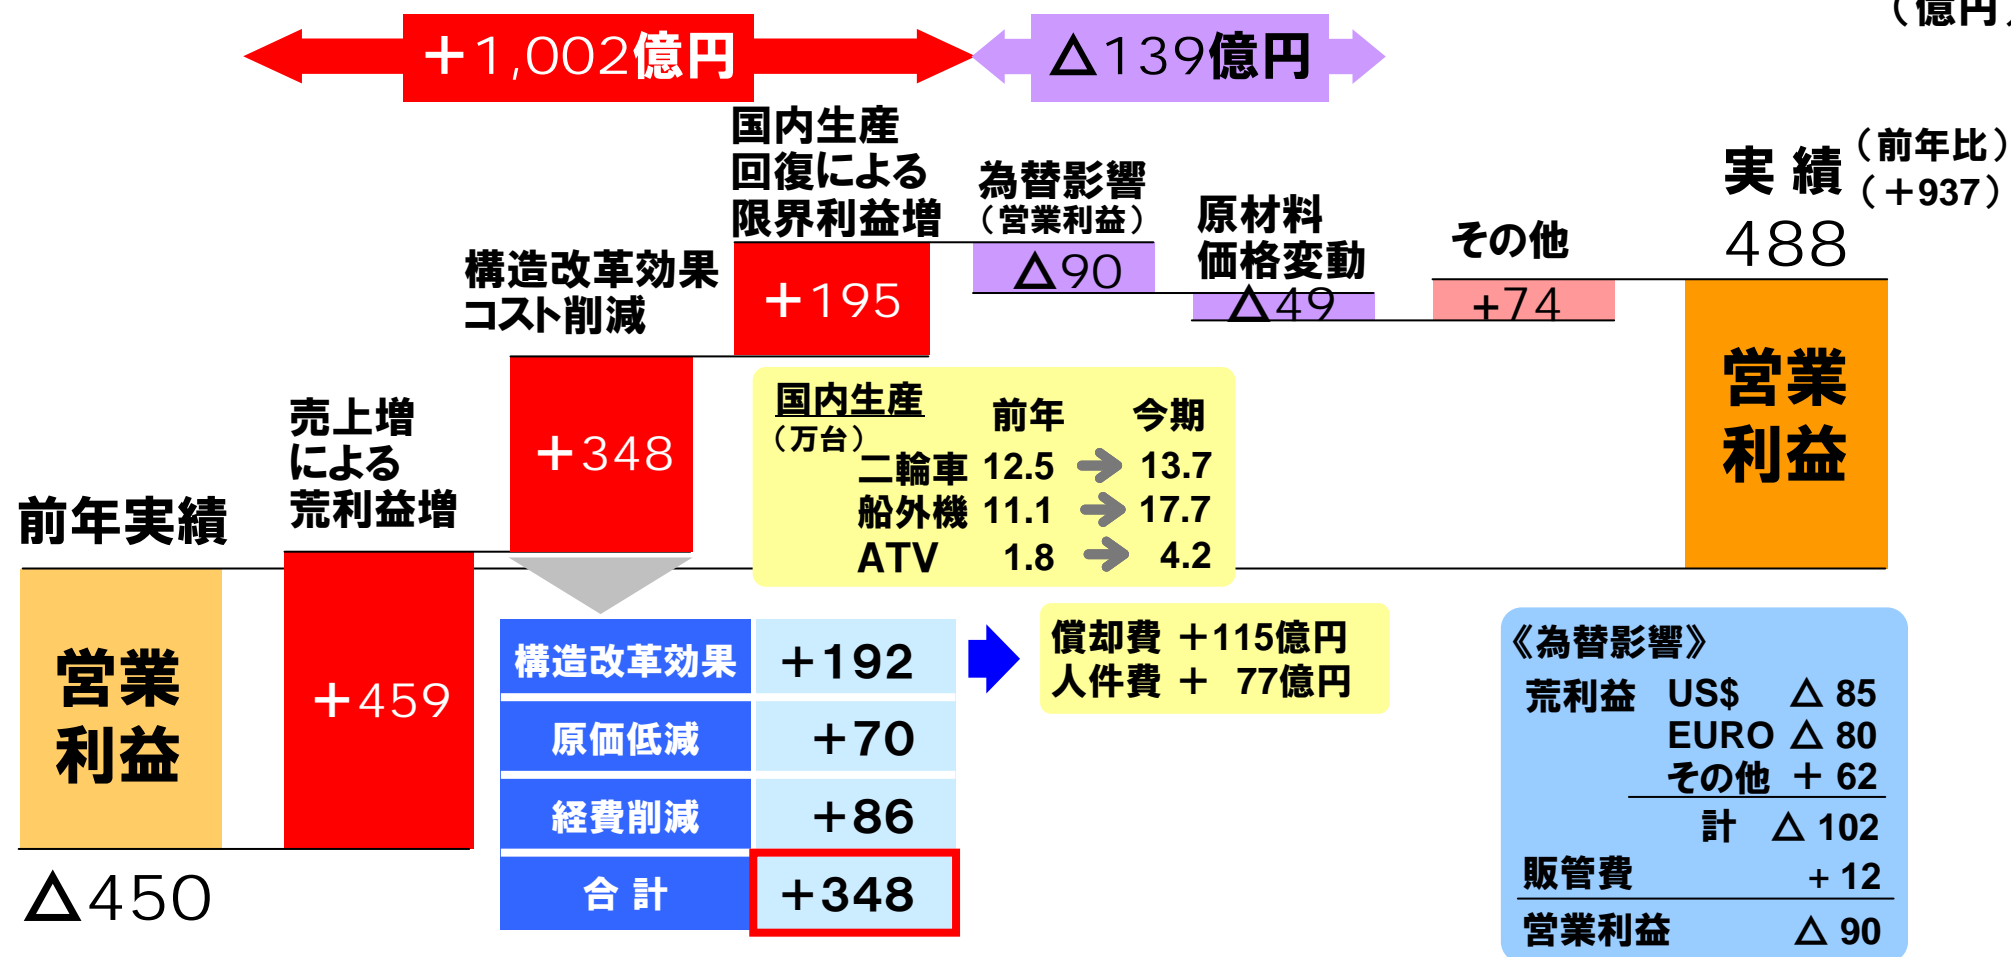 （億円）
＋1,002億円
△139億円
国内生産
回復による
限界利益増
為替影響
（営業利益）
原材料
価格変動
その他
実 績
（前年比）
（＋937）
488
構造改革効果
コスト削減
＋195
△90
△49
+74
売上増
による
荒利益増
＋348
前年実績
＋459
営業
利益
△450
営業
利益
国内生産 前年 今期
（万台）
二輪車 12.5 13.7
船外機 11.1 17.7
ATV 1.8 4.2
構造改革効果 ＋192
原価低減 ＋70
経費削減 ＋86
合 計 ＋348
償却費 ＋115億円
人件費 ＋ 77億円
《為替影響》
荒利益 US$ △ 85
EURO △ 80
その他 ＋ 62
計 △ 102
販管費 + 12
営業利益 △ 90